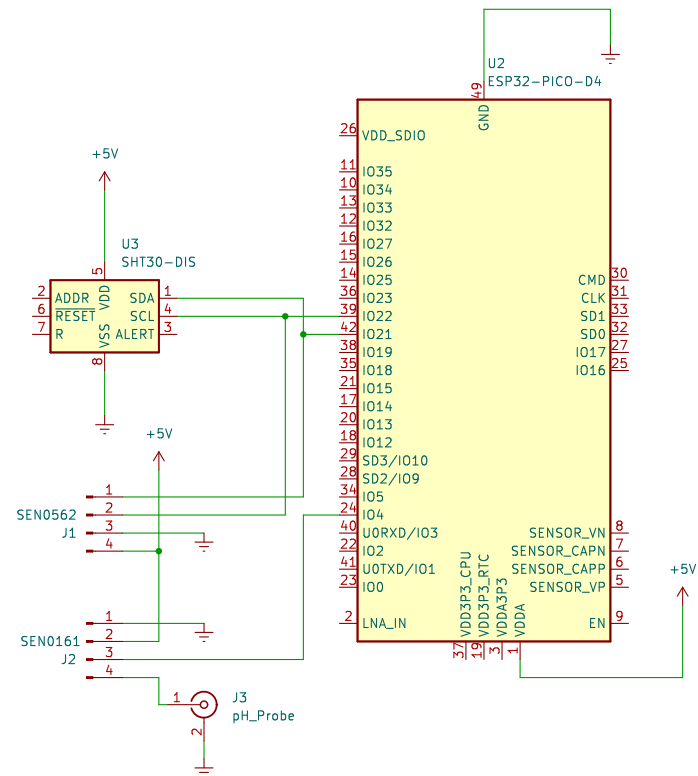 U2
ESP32-PICO-D4
49
GND
26 VDD_SDIO
11 IO35
10 IO34
13 IO33
12 IO32
16 IO27
15 IO26
14 IO25
36 IO23
39 IO22
42 IO21
38 IO19
35 IO18
21 IO15
17 IO14
20 IO13
18 IO12
29 SD3/IO10
28 SD2/IO9
34 IO5
24 IO4
40 U0RXD/IO3
22 IO2
41 U0TXD/IO1
23 IO0
2 LNA_IN
CMD 30
CLK 31
SD1 33
SD0 32
IO17 27
IO16 25
SENSOR_VN 8
SENSOR_CAPN 7
SENSOR_CAPP 6
SENSOR_VP 5
EN 9
VDD3P3_CPU 37
VDD3P3_RTC 19
VDDA3P3 3
VDDA 1
+5V
+5V
U3
SHT30-DIS
5
VDD
2 ADDR
6 RESET
7 R
SDA 1
SCL 4
ALERT 3
VSS
8
+5V
1
SEN0562 2
J1 3
4
1
SEN0161 2
J2 3
4
1
J3
pH_Probe
2